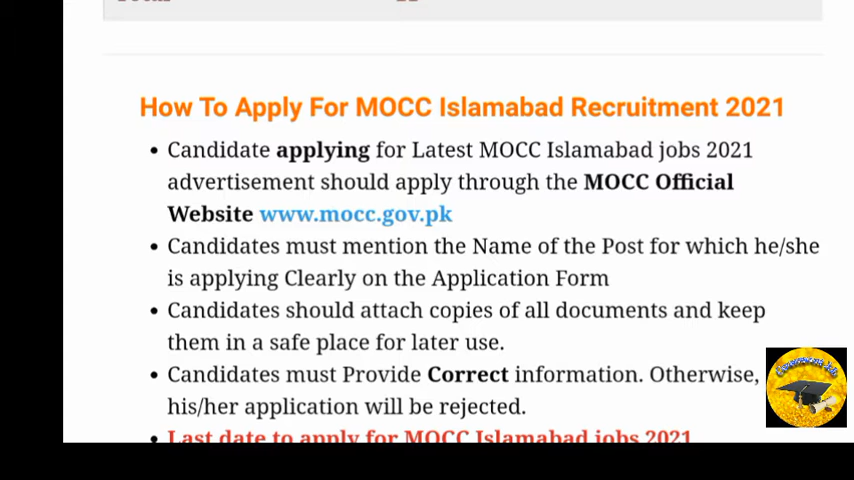 How To Apply For MOCC Islamabad Recruitment 2021
• Candidate applying for Latest MOCC Islamabad jobs 2021
advertisement should apply through the MOCC Official
Website www.mocc.gov.pk
• Candidates must mention the Name of the Post for which he/she
is applying Clearly on the Application Form
• Candidates should attach copies of all documents and keep
them in a safe place for later use.
• Candidates must Provide Correct information. Otherwise,
his/her application will be rejected.
• Last date to apply for MOCC Islamabad jobs 2021